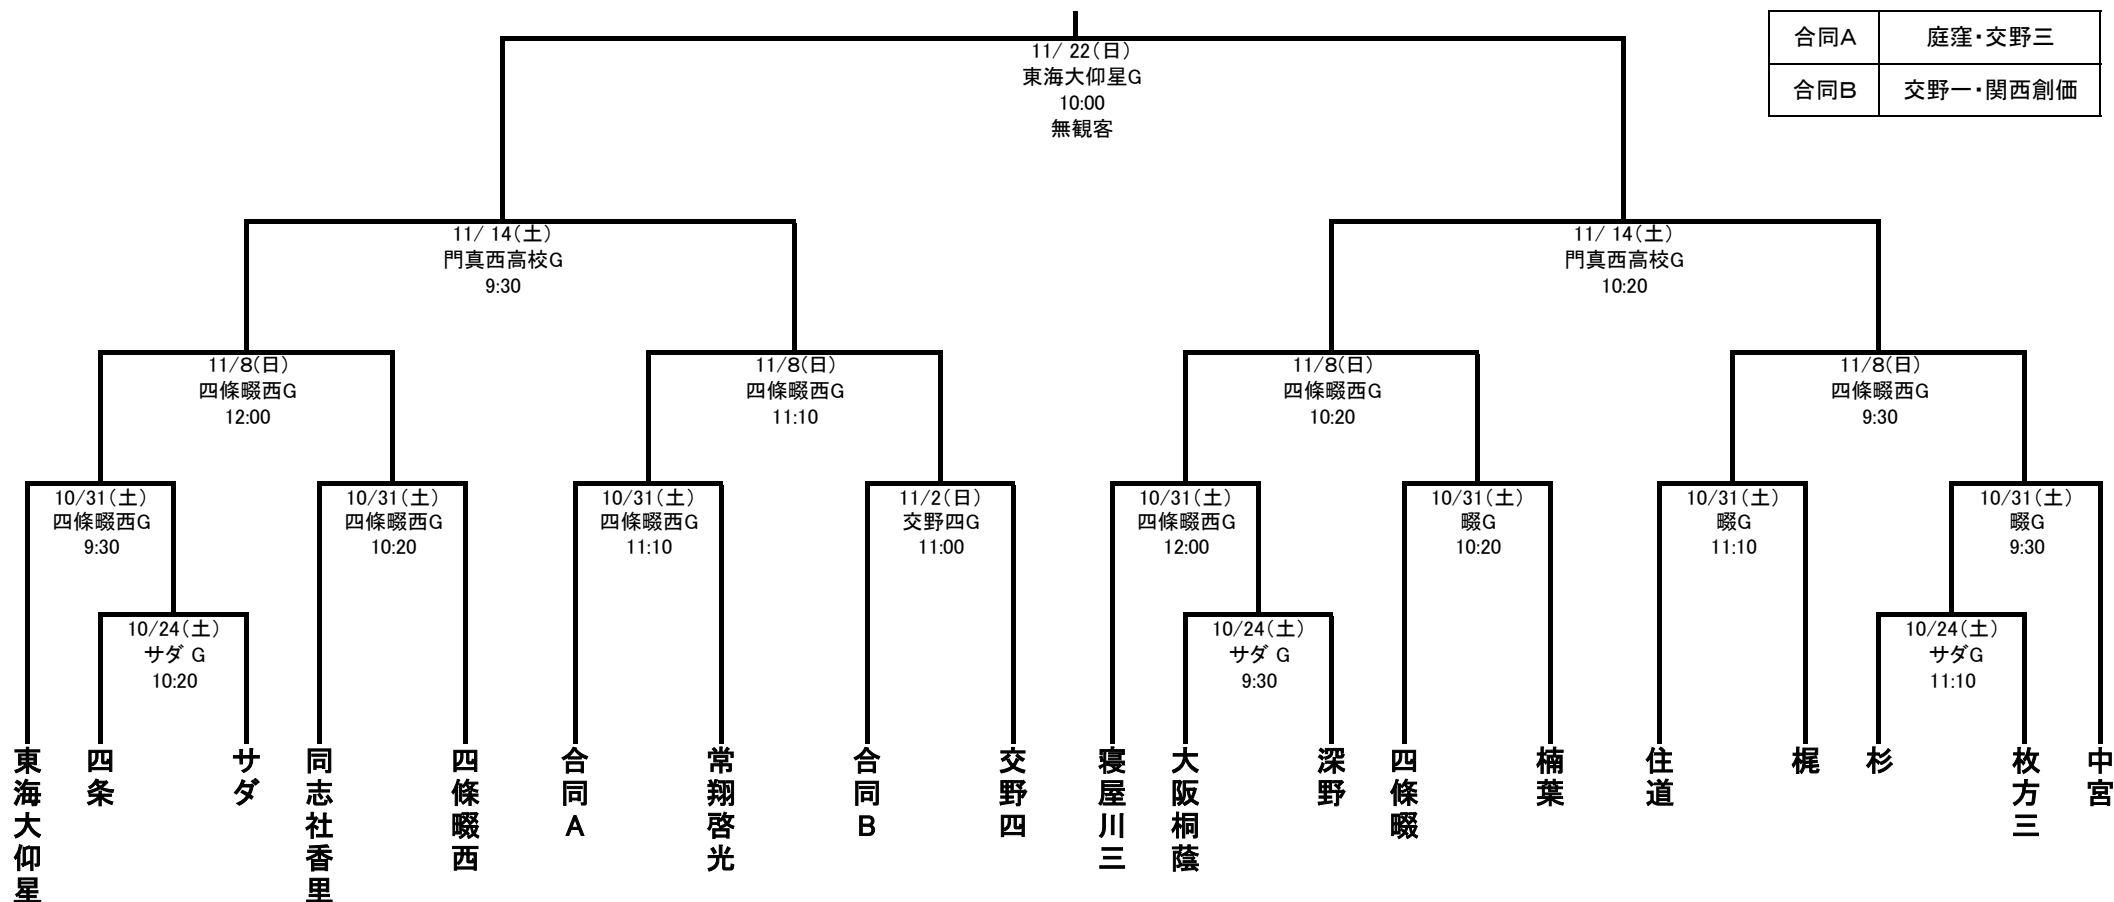 合同A 庭窪・交野三
合同B 交野一・関西創価
11/ 22(日)
東海大仰星G
10:00
無観客
11/ 14(土)
門真西高校G
9:30
11/ 14(土)
門真西高校G
10:20
11/8(日)
四條畷西G
12:00
11/8(日)
四條畷西G
11:10
11/8(日)
四條畷西G
10:20
11/8(日)
四條畷西G
9:30
10/31(土)
四條畷西G
9:30
10/31(土)
四條畷西G
10:20
10/31(土)
四條畷西G
11:10
11/2(日)
交野四G
11:00
10/31(土)
四條畷西G
12:00
10/31(土)
畷G
10:20
10/31(土)
畷G
11:10
10/31(土)
畷G
9:30
10/24(土)
サダ G
10:20
10/24(土)
サダ G
9:30
10/24(土)
サダG
11:10
東海大仰星
四条
サダ
同志社香里
四條畷西
合同A
常翔啓光
合同B
交野四
寝屋川三
大阪桐蔭
深野
四條畷
楠葉
住道
梶
杉
枚方三
中宮